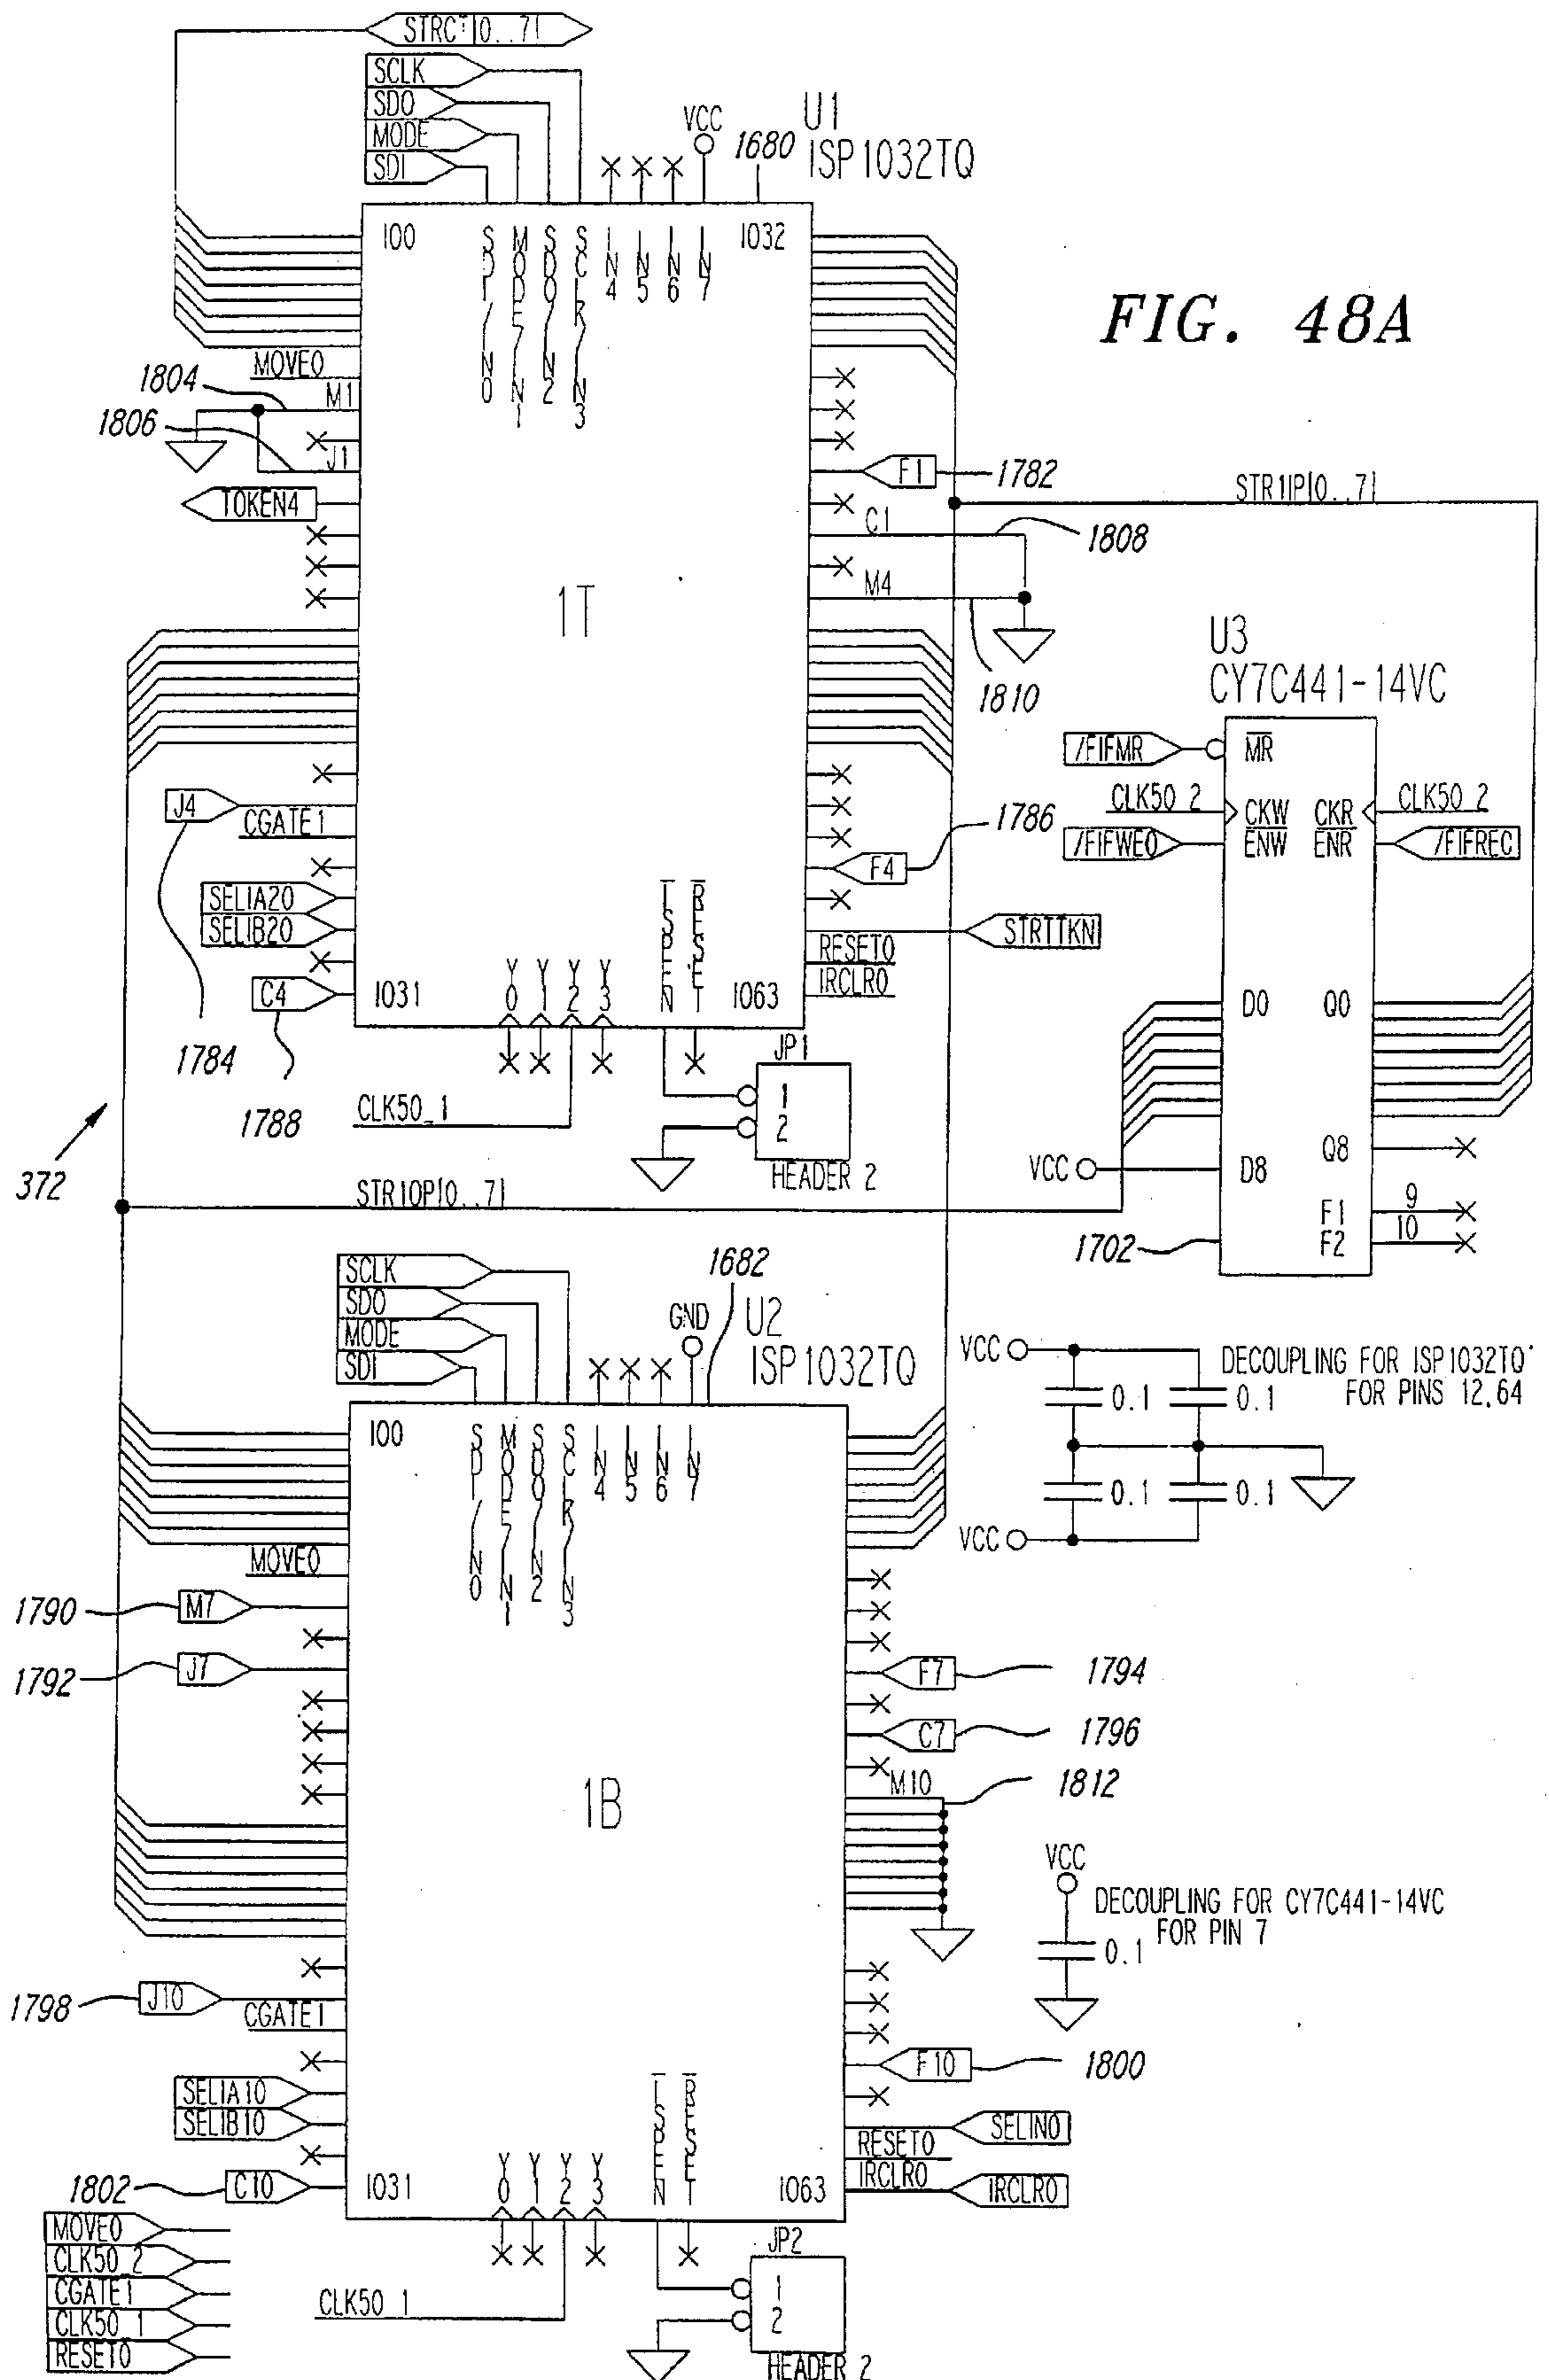 STRCT[0..7]
SCLK
SDO
MODE
SDI
VCC
1680
U1
ISP1032TQ
IO0
SDI/IN0
MODE/IN1
SDO/IN2
SCLK/IN3
IN4
IN5
IN6
IN7
IO32
FIG. 48A
MOVE0
1804
M1
1806
J1
TOKEN4
F1
1782
STR1IP[0..7]
C1
1808
1T
M4
1810
U3
CY7C441-14VC
/FIFMR
MR
CLK50_2
CKW
CKR
CLK50_2
/FIFWE0
ENW
ENR
/FIFREC
J4
CGATE1
1786
F4
SELIA20
SELIB20
ISPEN
RESET
STRTTKN
RESET0
IRCLR0
C4
IO31
Y0
Y1
Y2
Y3
IO63
D0
Q0
1784
1788
CLK50_1
JP1
1
2
HEADER 2
372
STR1OP[0..7]
VCC
D8
Q8
F1
9
F2
10
1702
SCLK
SDO
MODE
SDI
GND
1682
U2
ISP1032TQ
VCC
DECOUPLING FOR ISP1032TQ
FOR PINS 12,64
0.1
0.1
0.1
0.1
VCC
IO0
SDI/IN0
MODE/IN1
SDO/IN2
SCLK/IN3
IN4
IN5
IN6
IN7
MOVE0
1790
M7
1792
J7
F7
1794
C7
1796
M10
1812
1B
VCC
DECOUPLING FOR CY7C441-14VC
FOR PIN 7
0.1
1798
J10
CGATE1
F10
1800
SELIA10
SELIB10
ISPEN
RESET
SELIN0
RESET0
IRCLR0
IRCLR0
1802
C10
IO31
Y0
Y1
Y2
Y3
IO63
MOVE0
CLK50_2
CGATE1
CLK50_1
RESET0
CLK50_1
JP2
1
2
HEADER 2